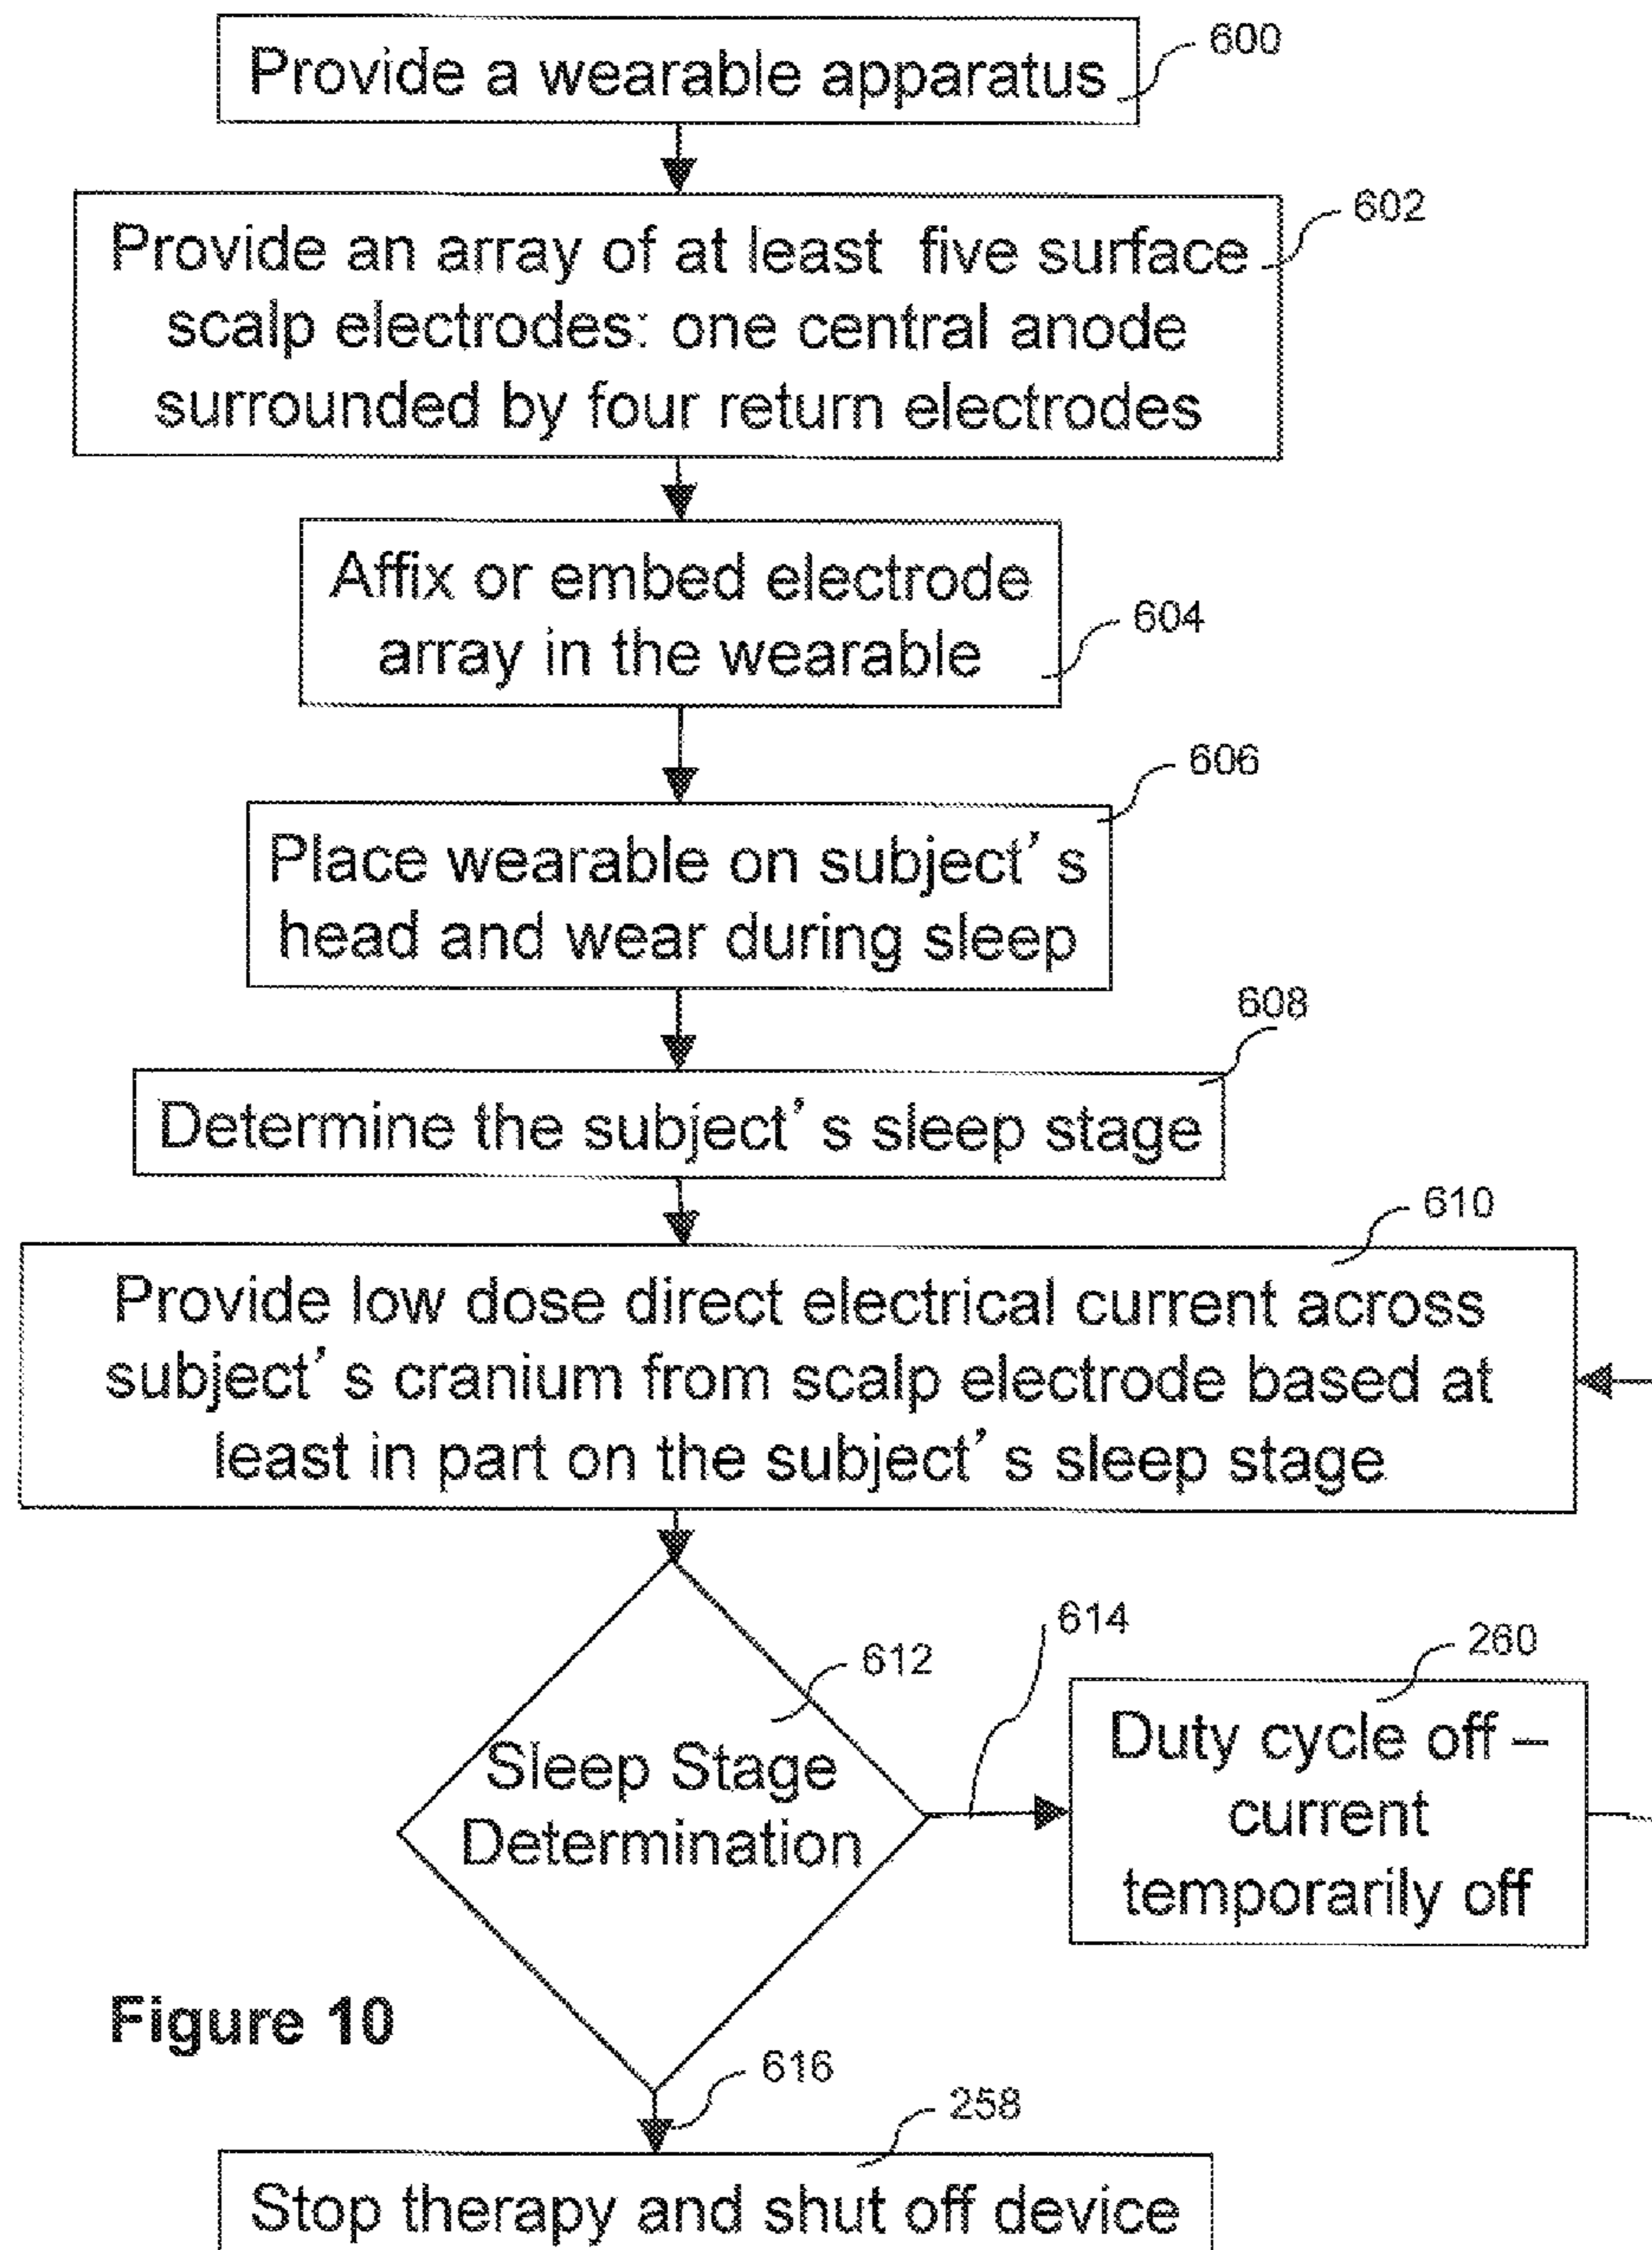 Provide a wearable apparatus
600
Provide an array of at least five surface
scalp electrodes: one central anode
surrounded by four return electrodes
602
Affix or embed electrode
array in the wearable
604
Place wearable on subject's
head and wear during sleep
606
Determine the subject's sleep stage
608
Provide low dose direct electrical current across
subject's cranium from scalp electrode based at
least in part on the subject's sleep stage
610
Sleep Stage
Determination
612
614
Duty cycle off –
current
temporarily off
260
Figure 10
616
Stop therapy and shut off device
258